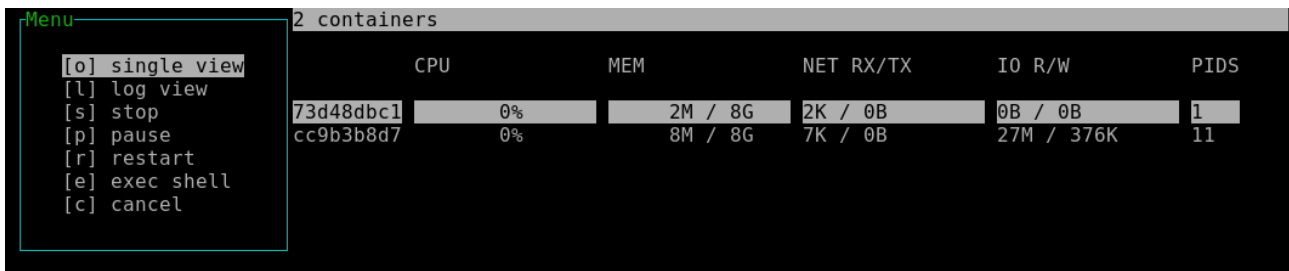 Menu 2 containers
[o] single view CPU MEM NET RX/TX IO R/W PIDS
[l] log view
[s] stop 73d48dbc1 0% 2M / 8G 2K / 0B 0B / 0B 1
[p] pause cc9b3b8d7 0% 8M / 8G 7K / 0B 27M / 376K 11
[r] restart
[e] exec shell
[c] cancel